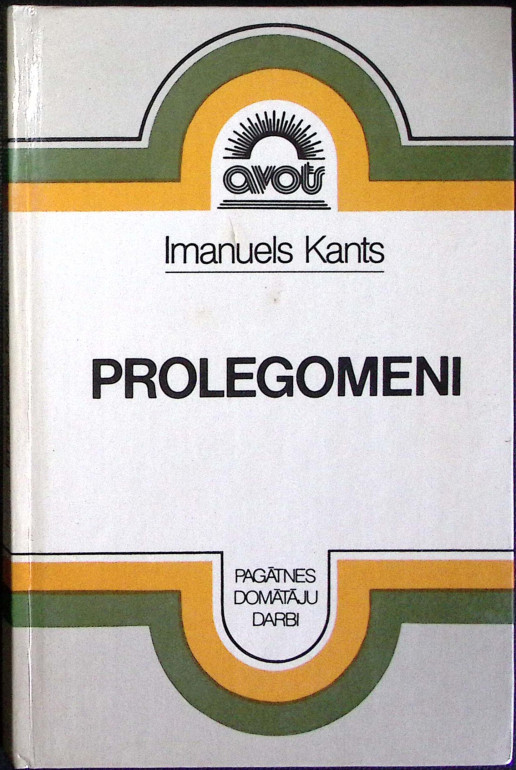 avots
Imanuels Kants
PROLEGOMENI
PAGĀTNES
DOMĀTĀJU
DARBI